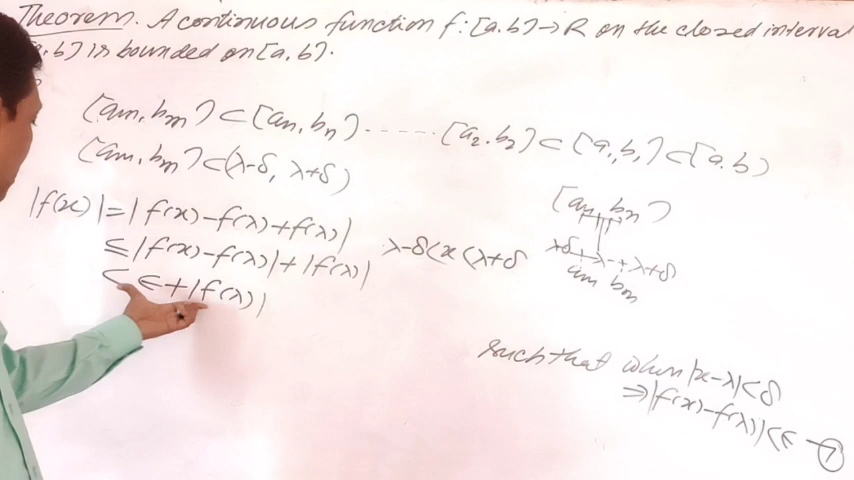 Theorem. A continuous function f: [a.b]→R on the closed interval
.b] is bounded on [a.b].
[am, bm] ⊂ [an, bn] ...... [a2. b2] ⊂ [a1, b1] ⊂ [a.b]
[am, bm] ⊂ (λ-δ, λ+δ)
[am, bm]
|f(x)| = |f(x)-f(λ)+f(λ)|
≤ |f(x)-f(λ)|+|f(λ)| λ-δ<x<λ+δ
< ϵ+|f(λ)|
λ-δ λ λ+δ
am bm
such that when |x-λ|<δ
⇒|f(x)-f(λ)|<ϵ → 7